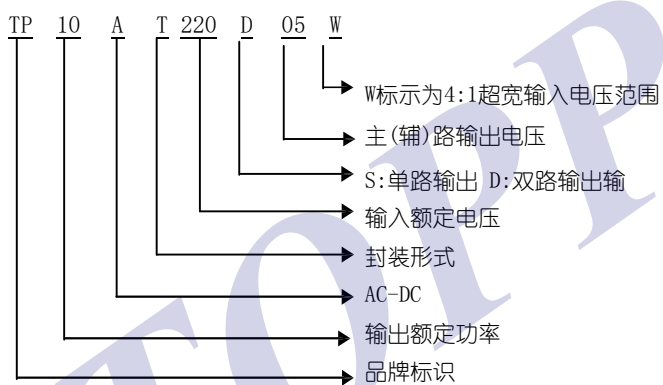 TP 10 A T 220 D 05 W
W标示为4:1超宽输入电压范围
主(辅)路输出电压
S:单路输出 D:双路输出输
输入额定电压
封装形式
AC-DC
输出额定功率
品牌标识
TOPP